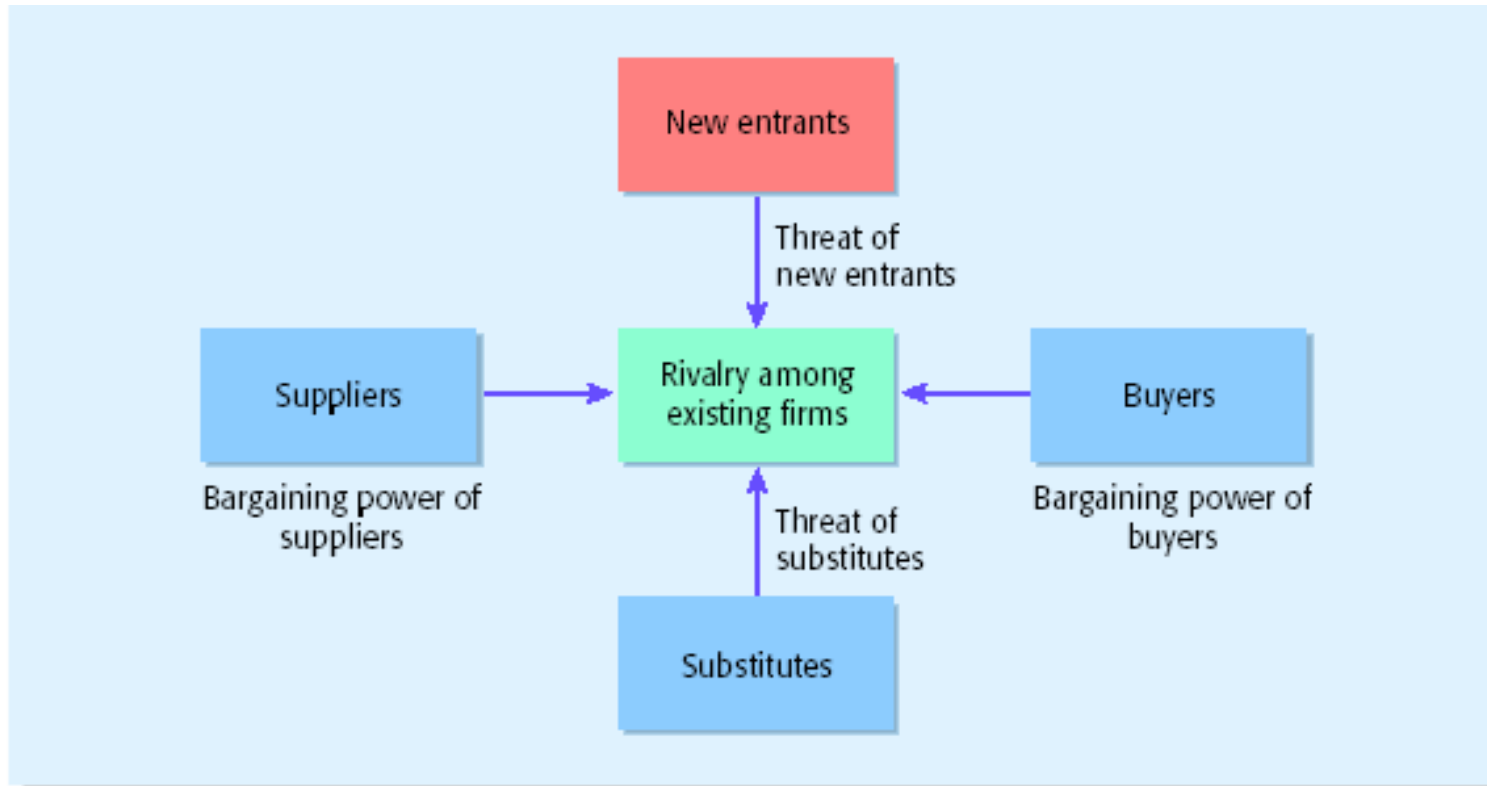 New entrants
Threat of
new entrants
Suppliers
Rivalry among
existing firms
Buyers
Bargaining power of
suppliers
Threat of
substitutes
Bargaining power of
buyers
Substitutes